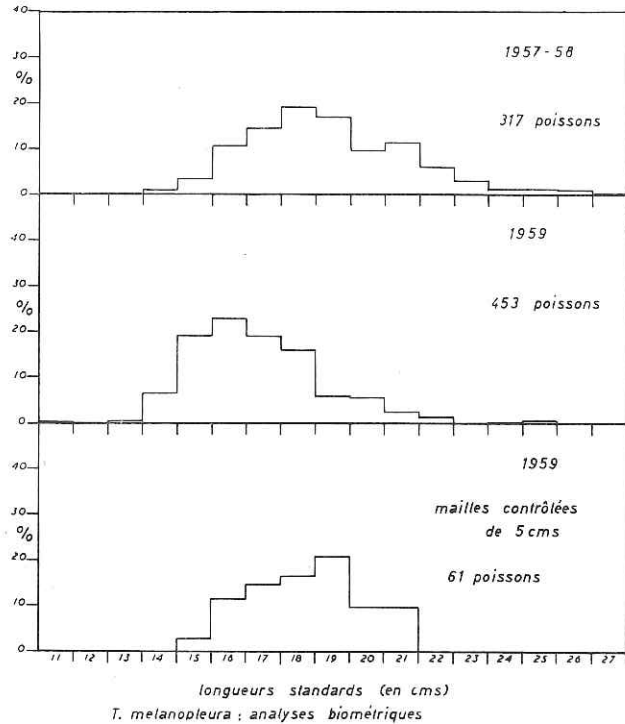 40
30
%
20
10
0
1957-58
317 poissons
40
30
%
20
10
0
1959
453 poissons
40
30
%
20
10
0
1959
mailles contrôlées
de 5 cms
61 poissons
11 12 13 14 15 16 17 18 19 20 21 22 23 24 25 26 27
longueurs standards (en cms)
T. melanopleura ; analyses biométriques